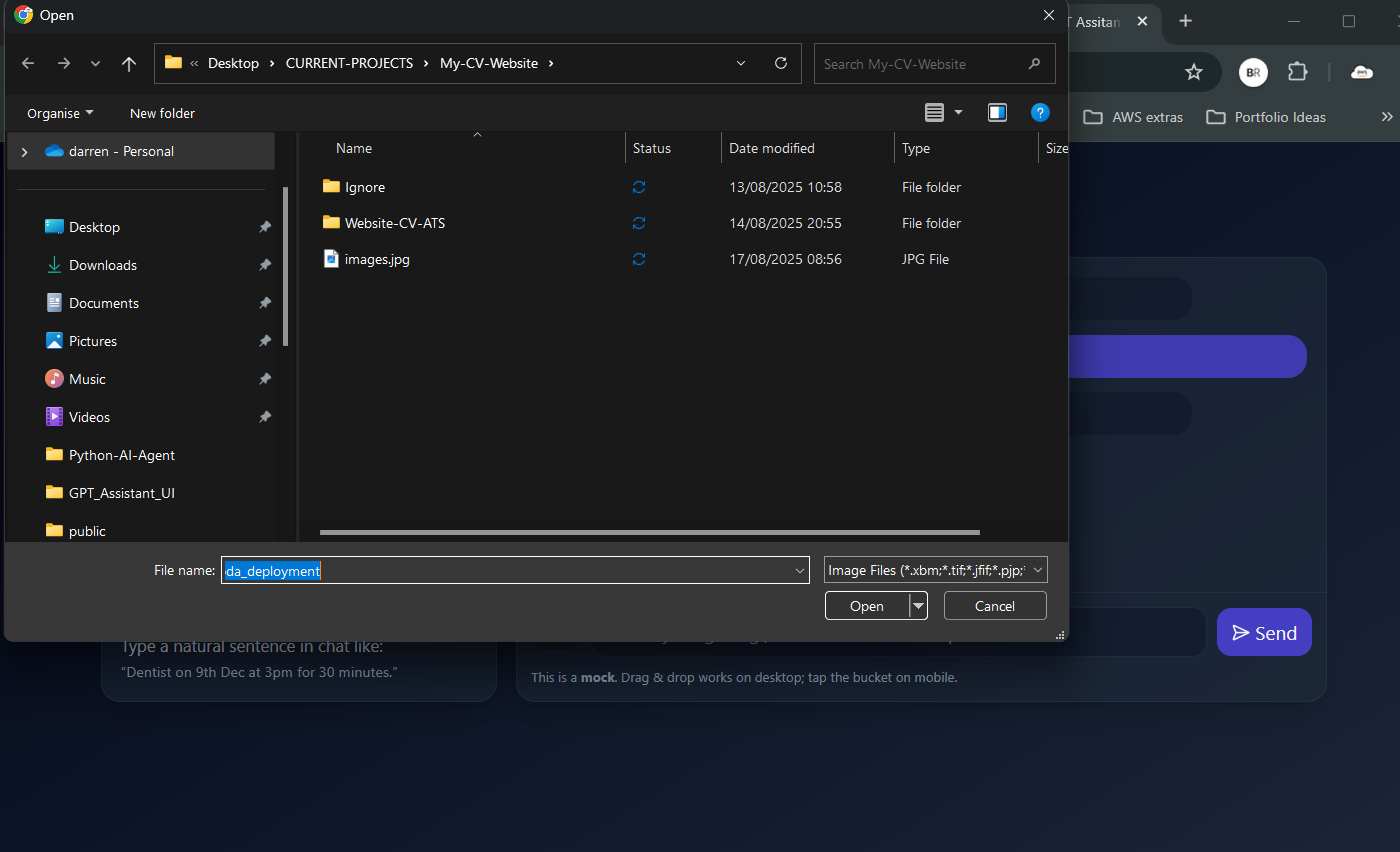 Open
T Assitan
Desktop › CURRENT-PROJECTS › My-CV-Website ›
Search My-CV-Website
BR
Organise
New folder
AWS extras
Portfolio Ideas
darren - Personal
Name
Status
Date modified
Type
Size
Ignore
13/08/2025 10:58
File folder
Website-CV-ATS
14/08/2025 20:55
File folder
images.jpg
17/08/2025 08:56
JPG File
Desktop
Downloads
Documents
Pictures
Music
Videos
Python-AI-Agent
GPT_Assistant_UI
public
File name:
da_deployment
Image Files (*.xbm;*.tif;*.jfif;*.pjp;*
Open
Cancel
Send
Type a natural sentence in chat like:
“Dentist on 9th Dec at 3pm for 30 minutes.”
This is a mock. Drag & drop works on desktop; tap the bucket on mobile.